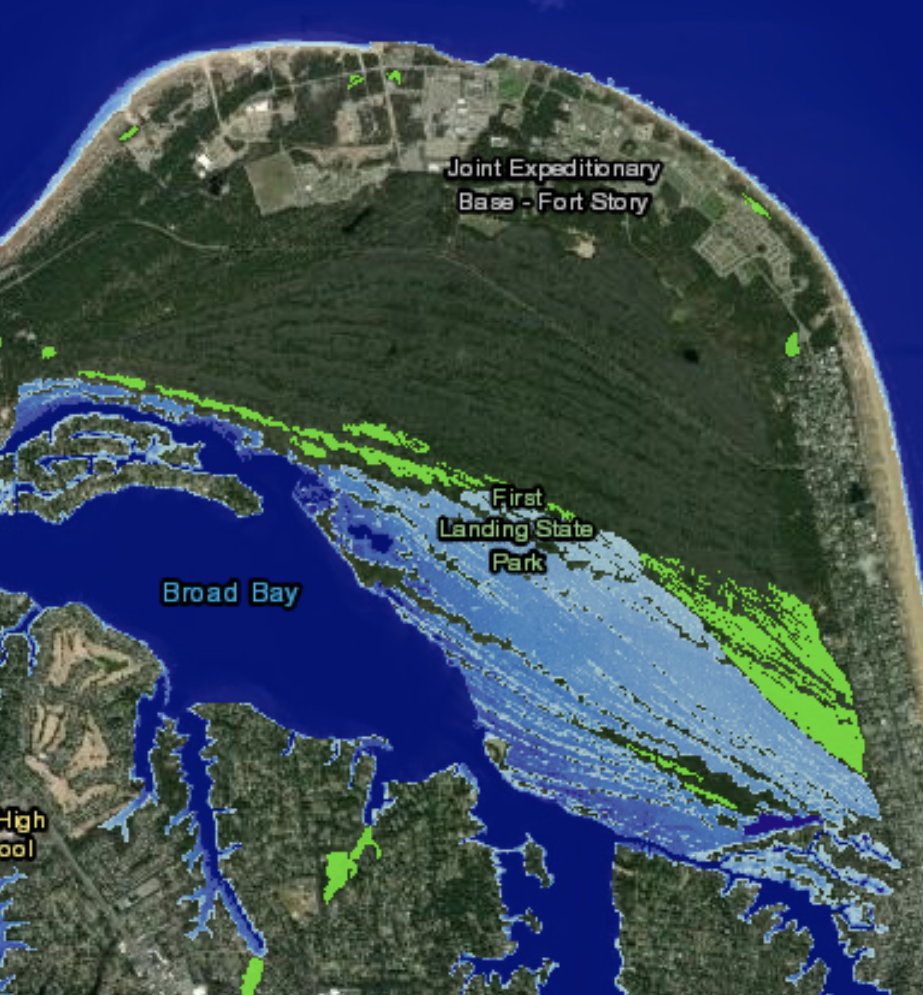 Joint Expeditionary
Base - Fort Story
First
Landing State
Park
Broad Bay
High
ool